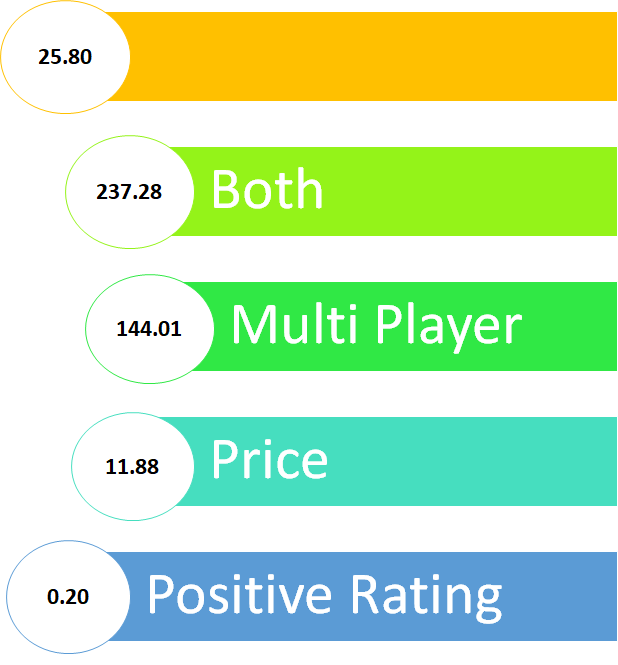 25.80
237.28 Both
144.01 Multi Player
11.88 Price
0.20 Positive Rating